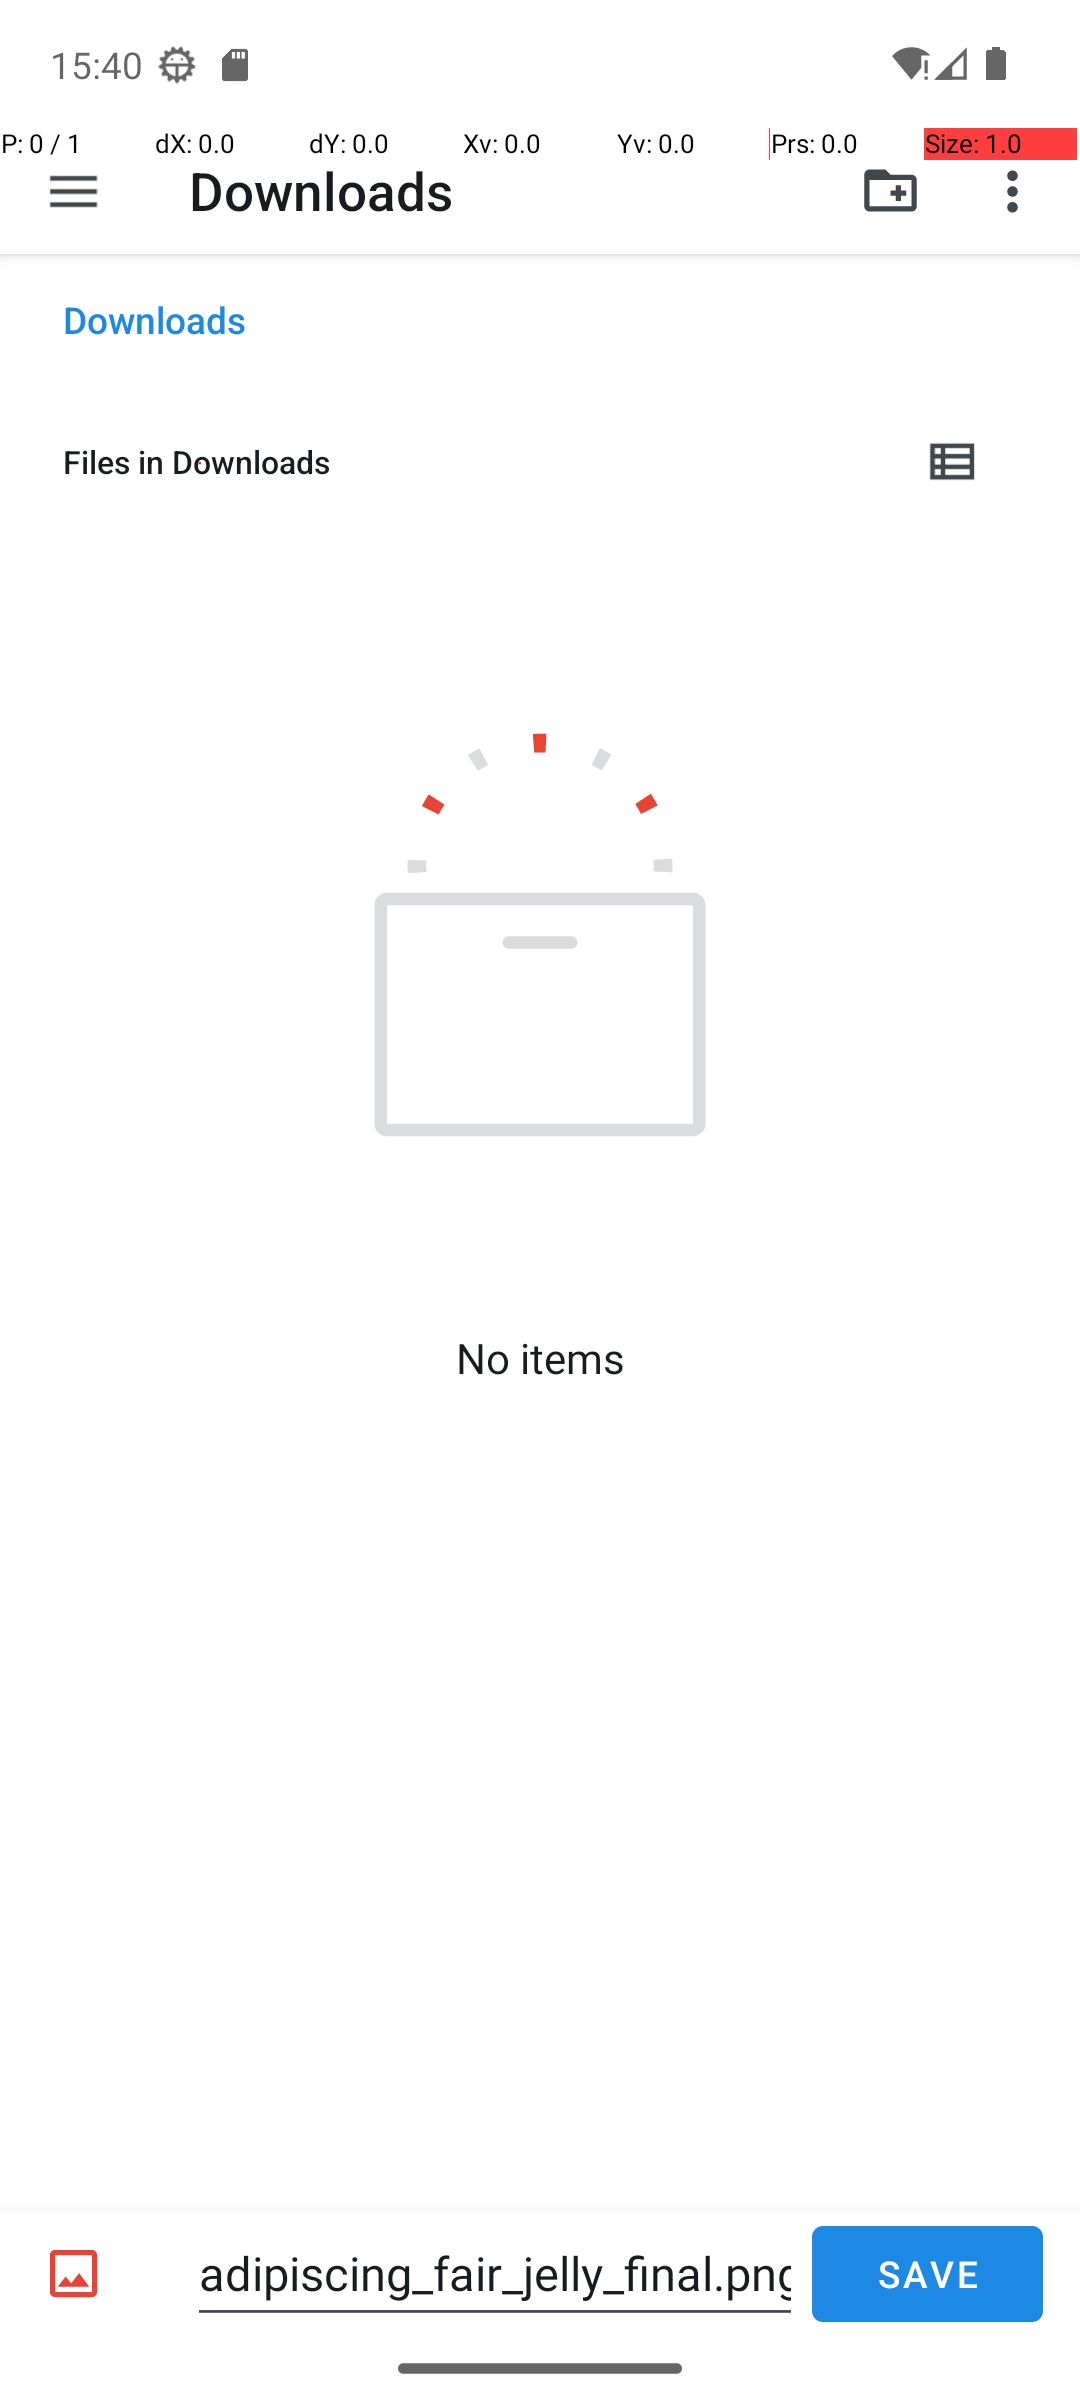 15:40
P: 0 / 1 dX: 0.0 dY: 0.0 Xv: 0.0 Yv: 0.0 Prs: 0.0 Size: 1.0
Downloads
Downloads
Files in Downloads
No items
adipiscing_fair_jelly_final.png SAVE